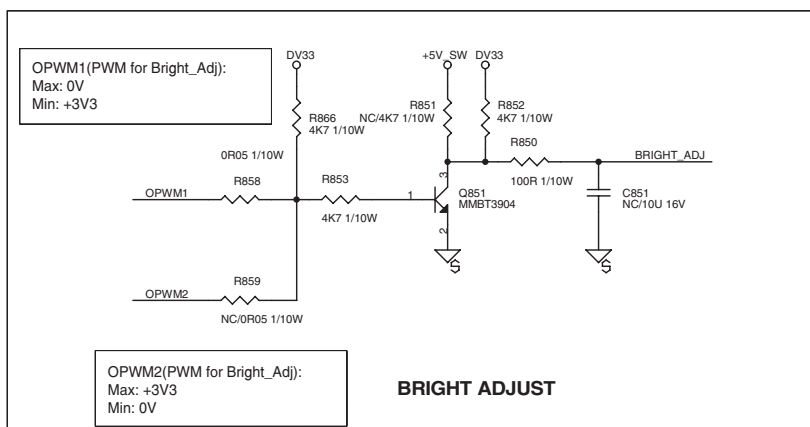 OPWM1(PWM for Bright_Adj):
Max: 0V
Min: +3V3
DV33
+5V_SW
DV33
R866
4K7 1/10W
R851
NC/4K7 1/10W
R852
4K7 1/10W
0R05 1/10W
R850
100R 1/10W
BRIGHT_ADJ
OPWM1
R858
R853
4K7 1/10W
1
3
2
Q851
MMBT3904
C851
NC/10U 16V
S
S
OPWM2
R859
NC/0R05 1/10W
OPWM2(PWM for Bright_Adj):
Max: +3V3
Min: 0V
BRIGHT ADJUST